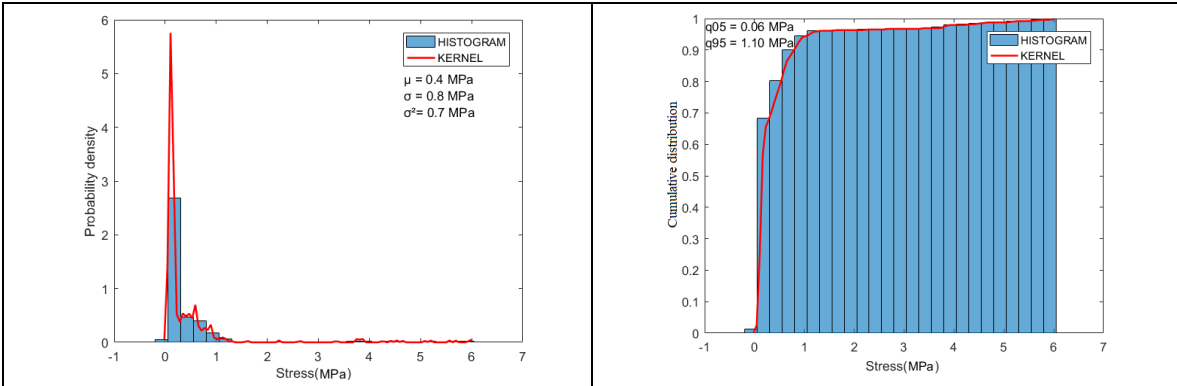 6
5
4
3
2
1
0
Probability density
-1
0
1
2
3
4
5
6
7
Stress(MPa)
HISTOGRAM
KERNEL
μ = 0.4 MPa
σ = 0.8 MPa
σ²= 0.7 MPa
1
0.9
0.8
0.7
0.6
0.5
0.4
0.3
0.2
0.1
0
Cumulative distribution
-1
0
1
2
3
4
5
6
7
Stress(MPa)
q05 = 0.06 MPa
q95 = 1.10 MPa
HISTOGRAM
KERNEL